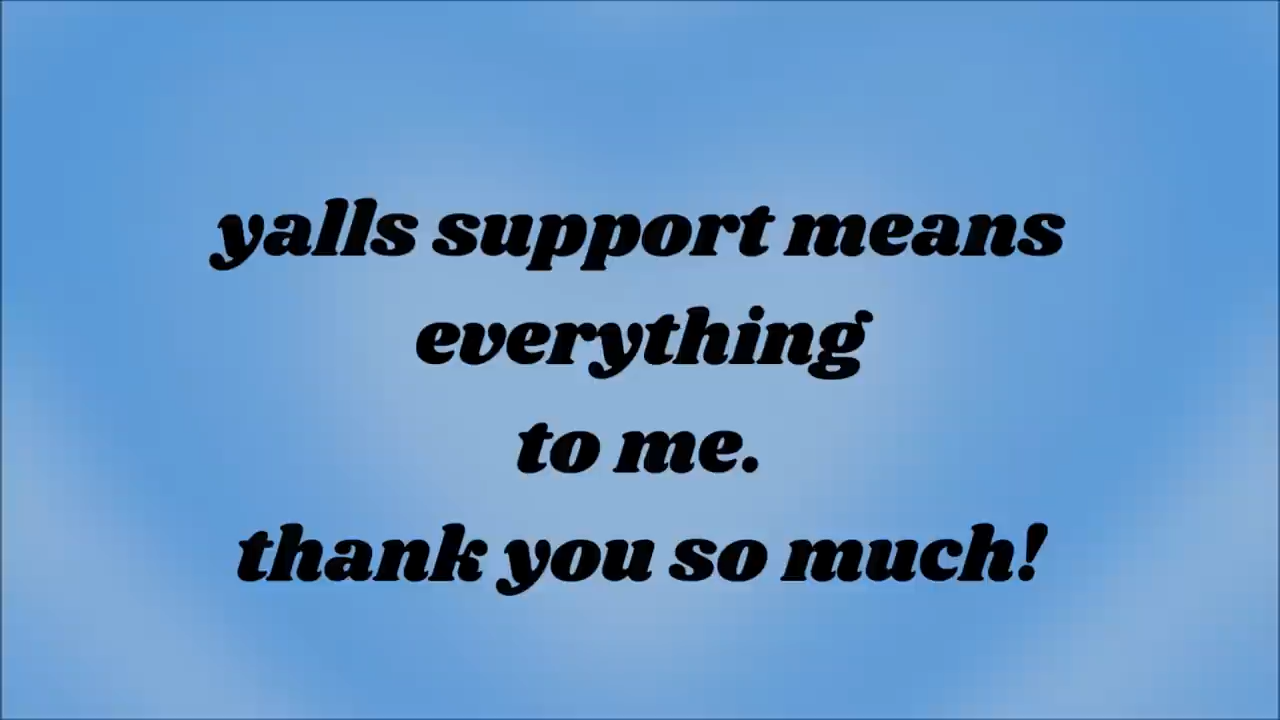 yalls support means
everything
to me.
thank you so much!